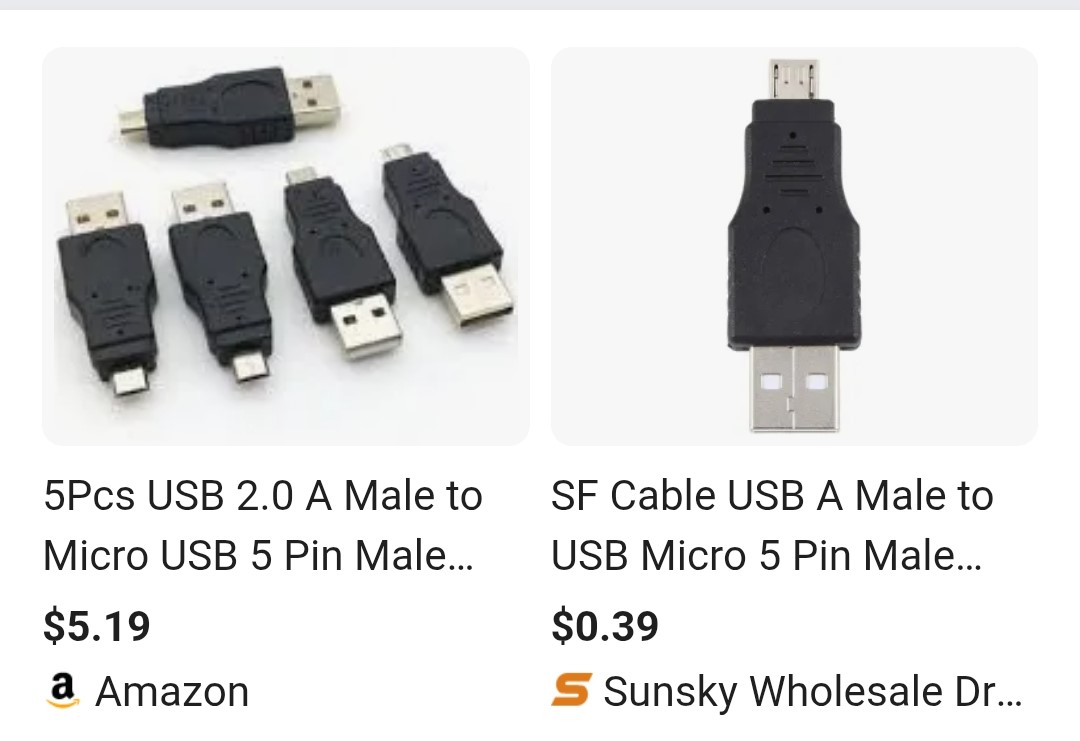 5Pcs USB 2.0 A Male to
Micro USB 5 Pin Male...
$5.19
Amazon
SF Cable USB A Male to
USB Micro 5 Pin Male...
$0.39
Sunsky Wholesale Dr...